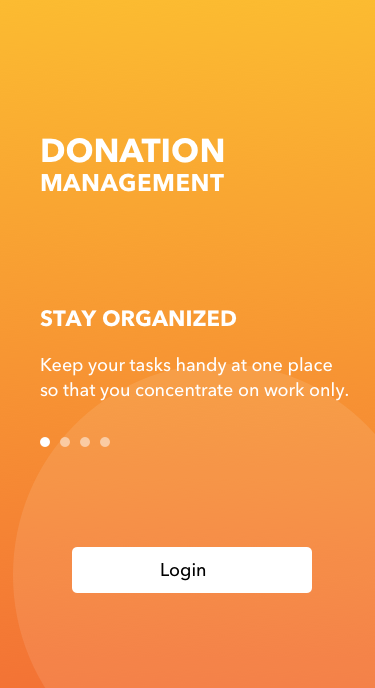 DONATION
MANAGEMENT
STAY ORGANIZED
Keep your tasks handy at one place
so that you concentrate on work only.
Login